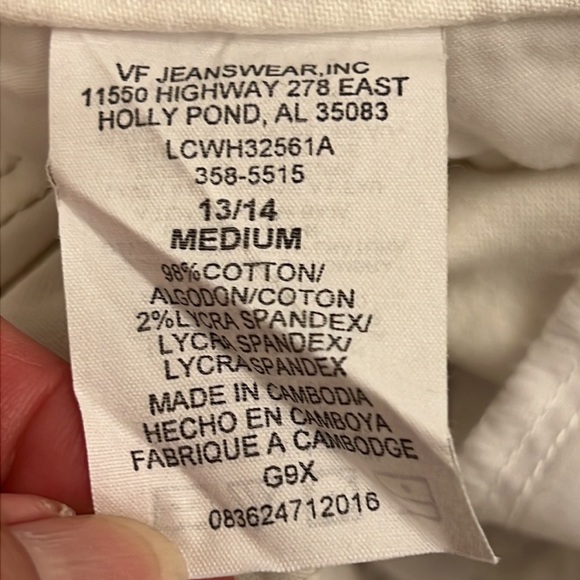 VF JEANSWEAR,INC
11550 HIGHWAY 278 EAST
HOLLY POND, AL 35083
LCWH32561A
358-5515
13/14
MEDIUM
98%COTTON/
ALGODON/COTON
2%LYCRA SPANDEX/
LYCRA SPANDEX/
LYCRASPANDEX
MADE IN CAMBODIA
HECHO EN CAMBOYA
FABRIQUE A CAMBODGE
G9X
083624712016